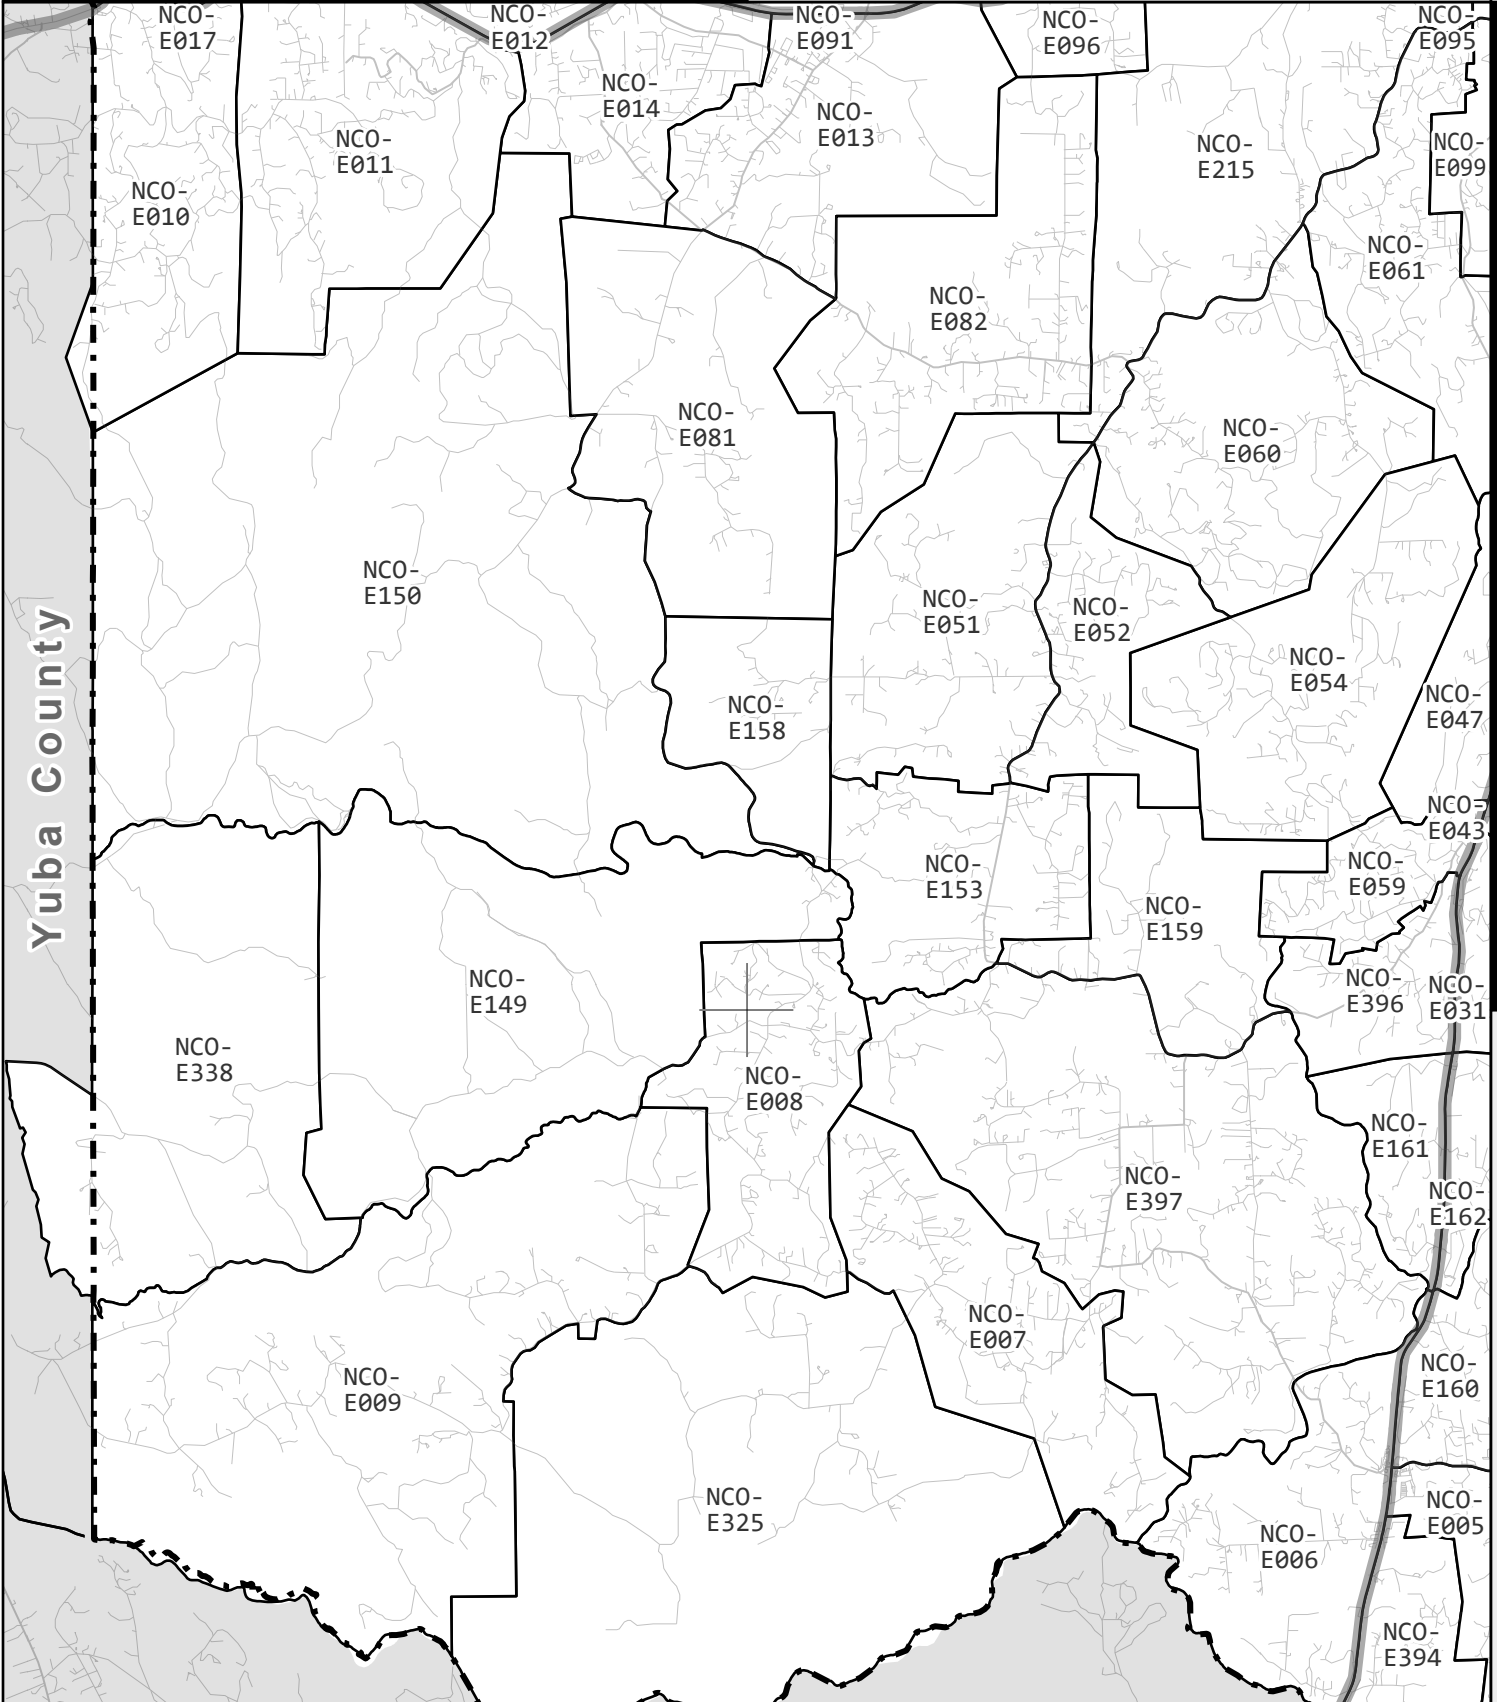 NCO-
E017
NCO-
E012
NCO-
E091
NCO-
E096
NCO-
E095
NCO-
E014
NCO-
E013
NCO-
E011
NCO-
E215
NCO-
E099
NCO-
E010
NCO-
E061
NCO-
E082
NCO-
E081
NCO-
E060
NCO-
E150
NCO-
E051
NCO-
E052
NCO-
E054
NCO-
E158
NCO-
E047
Yuba County
NCO-
E043
NCO-
E153
NCO-
E059
NCO-
E159
NCO-
E149
NCO-
E396
NCO-
E031
NCO-
E338
NCO-
E008
NCO-
E161
NCO-
E397
NCO-
E162
NCO-
E007
NCO-
E009
NCO-
E160
NCO-
E325
NCO-
E005
NCO-
E006
NCO-
E394